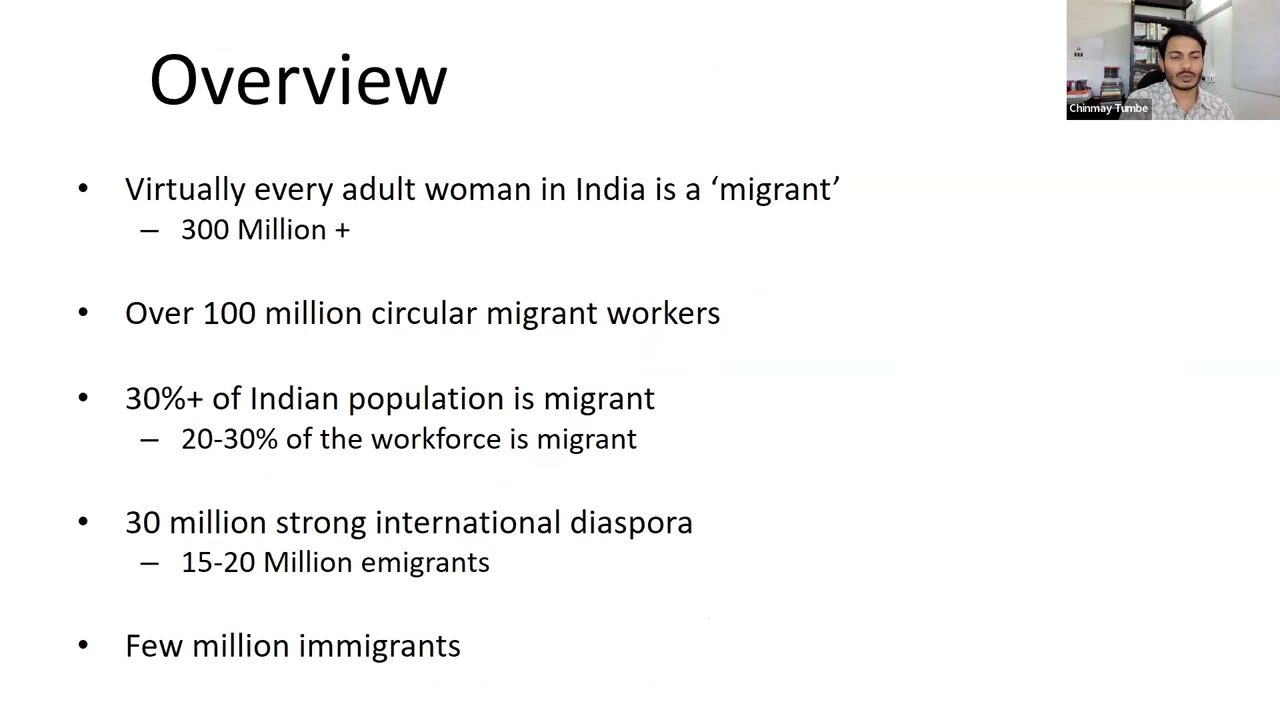 Overview
Chinmay Tumbe
• Virtually every adult woman in India is a ‘migrant’
– 300 Million +
• Over 100 million circular migrant workers
• 30%+ of Indian population is migrant
– 20-30% of the workforce is migrant
• 30 million strong international diaspora
– 15-20 Million emigrants
• Few million immigrants